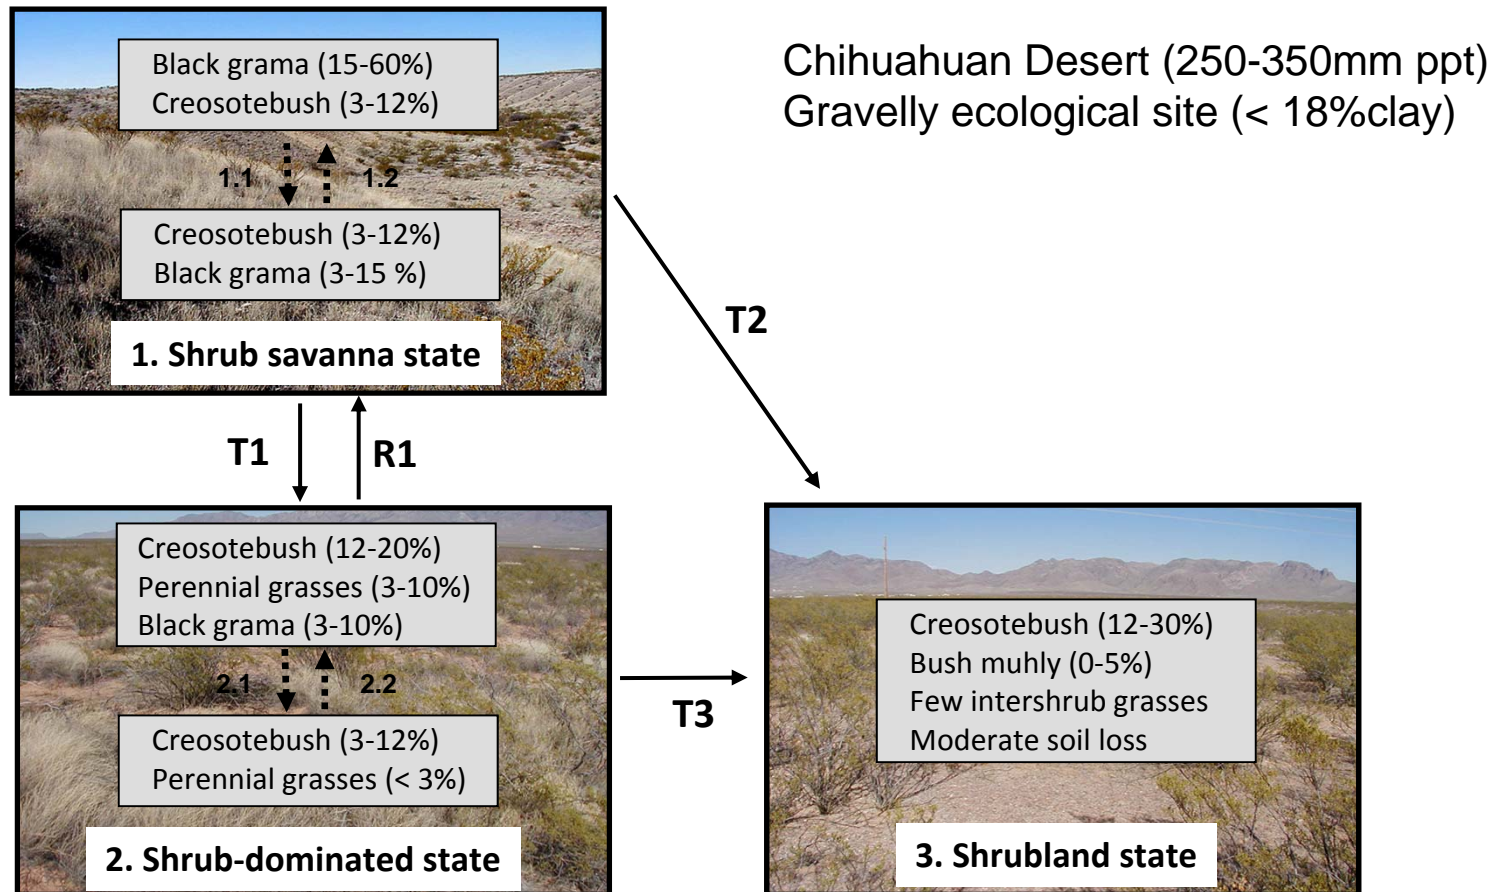 Chihuahuan Desert (250-350mm ppt)
Gravelly ecological site (< 18%clay)
Black grama (15-60%)
Creosotebush (3-12%)
1.1
1.2
Creosotebush (3-12%)
Black grama (3-15 %)
1. Shrub savanna state
T2
T1
R1
Creosotebush (12-20%)
Perennial grasses (3-10%)
Black grama (3-10%)
2.1
2.2
Creosotebush (3-12%)
Perennial grasses (< 3%)
2. Shrub-dominated state
T3
Creosotebush (12-30%)
Bush muhly (0-5%)
Few intershrub grasses
Moderate soil loss
3. Shrubland state